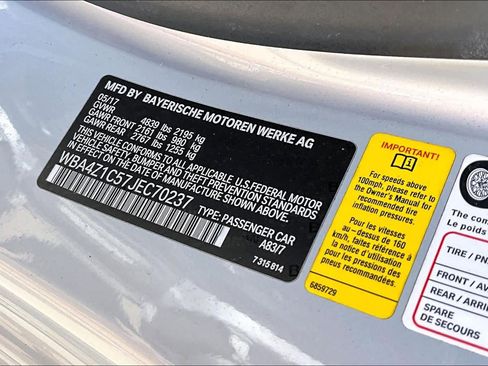 MFD BY BAYERISCHE MOTOREN WERKE AG
05/17
GVWR 4839 lbs 2195 kg
GAWR FRONT 2161 lbs 980 kg
GAWR REAR 2767 lbs 1255 kg
THIS VEHICLE CONFORMS TO ALL APPLICABLE U.S. FEDERAL MOTOR
VEHICLE SAFETY, BUMPER AND THEFT PREVENTION STANDARDS
IN EFFECT ON THE DATE OF MANUFACTURE SHOWN ABOVE.
WBA4Z1C57JEC70237
TYPE: PASSENGER CAR
A83/7
7 315 814
IMPORTANT!
For speeds above
100mph, please refer to
the Owner's Manual for
recommended tire
inflation pressures.
Pour les vitesses
au-dessus de 160
km/h, faites référence à
la notice d'utilisation
pour les pressions de
pneus recommandées.
6859729
The com
Le poids
TIRE / PN
FRONT / AV
REAR / ARRI
SPARE
DE SECOURS